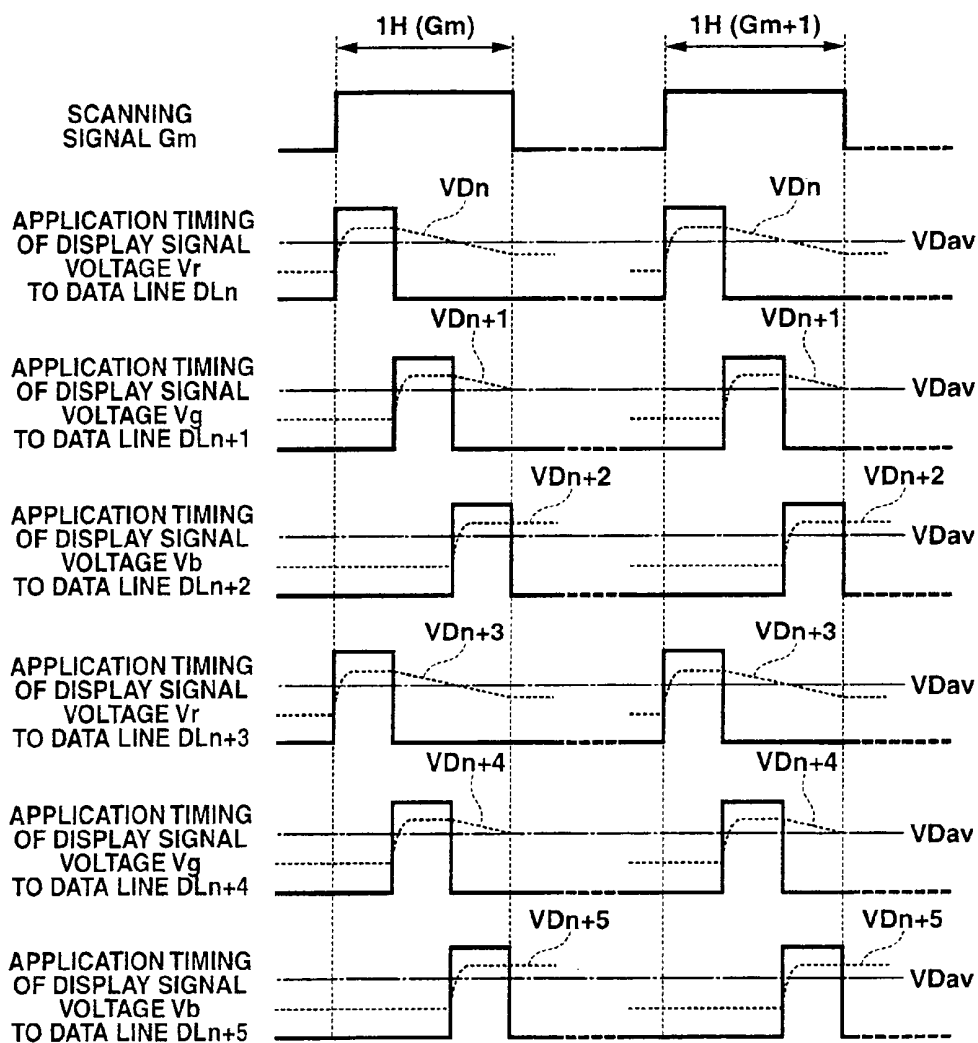 1H (Gm)
1H (Gm+1)
SCANNING
SIGNAL Gm
VDn
VDn
APPLICATION TIMING
OF DISPLAY SIGNAL
VOLTAGE Vr
TO DATA LINE DLn
VDav
VDn+1
VDn+1
APPLICATION TIMING
OF DISPLAY SIGNAL
VOLTAGE Vg
TO DATA LINE DLn+1
VDav
VDn+2
VDn+2
APPLICATION TIMING
OF DISPLAY SIGNAL
VOLTAGE Vb
TO DATA LINE DLn+2
VDav
VDn+3
VDn+3
APPLICATION TIMING
OF DISPLAY SIGNAL
VOLTAGE Vr
TO DATA LINE DLn+3
VDav
VDn+4
VDn+4
APPLICATION TIMING
OF DISPLAY SIGNAL
VOLTAGE Vg
TO DATA LINE DLn+4
VDav
VDn+5
VDn+5
APPLICATION TIMING
OF DISPLAY SIGNAL
VOLTAGE Vb
TO DATA LINE DLn+5
VDav